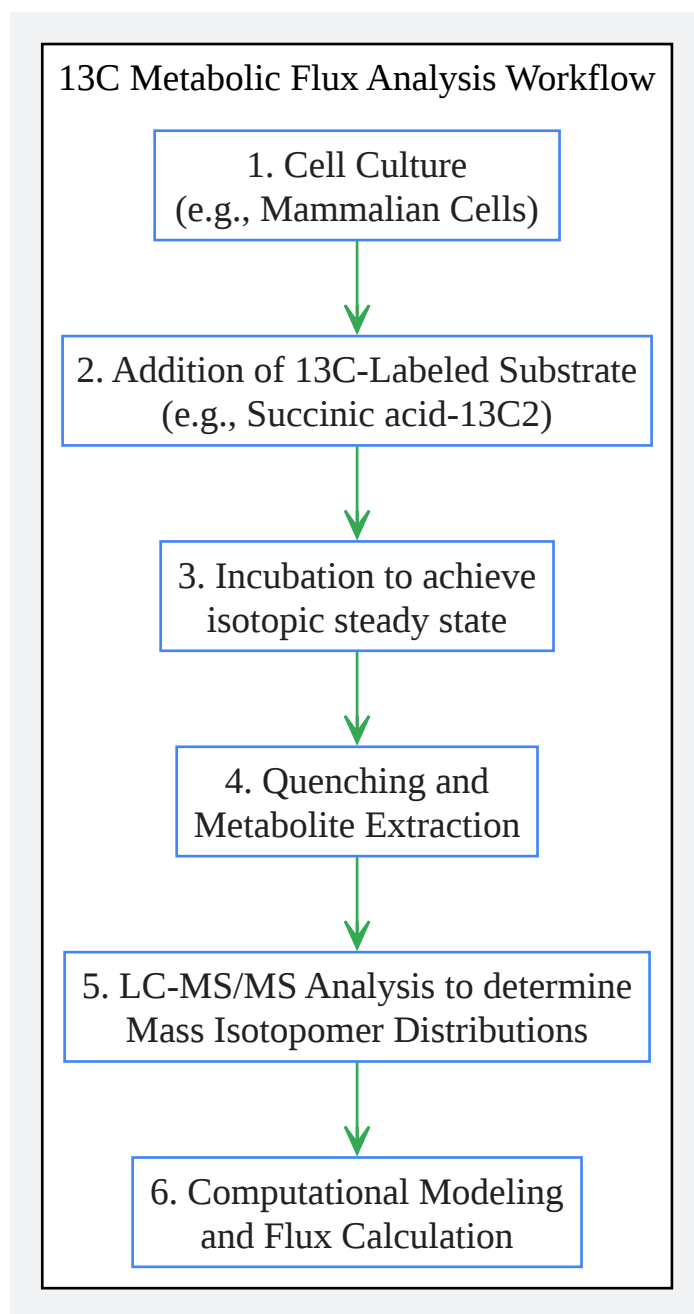 13C Metabolic Flux Analysis Workflow
1. Cell Culture
(e.g., Mammalian Cells)
2. Addition of 13C-Labeled Substrate
(e.g., Succinic acid-13C2)
3. Incubation to achieve
isotopic steady state
4. Quenching and
Metabolite Extraction
5. LC-MS/MS Analysis to determine
Mass Isotopomer Distributions
6. Computational Modeling
and Flux Calculation